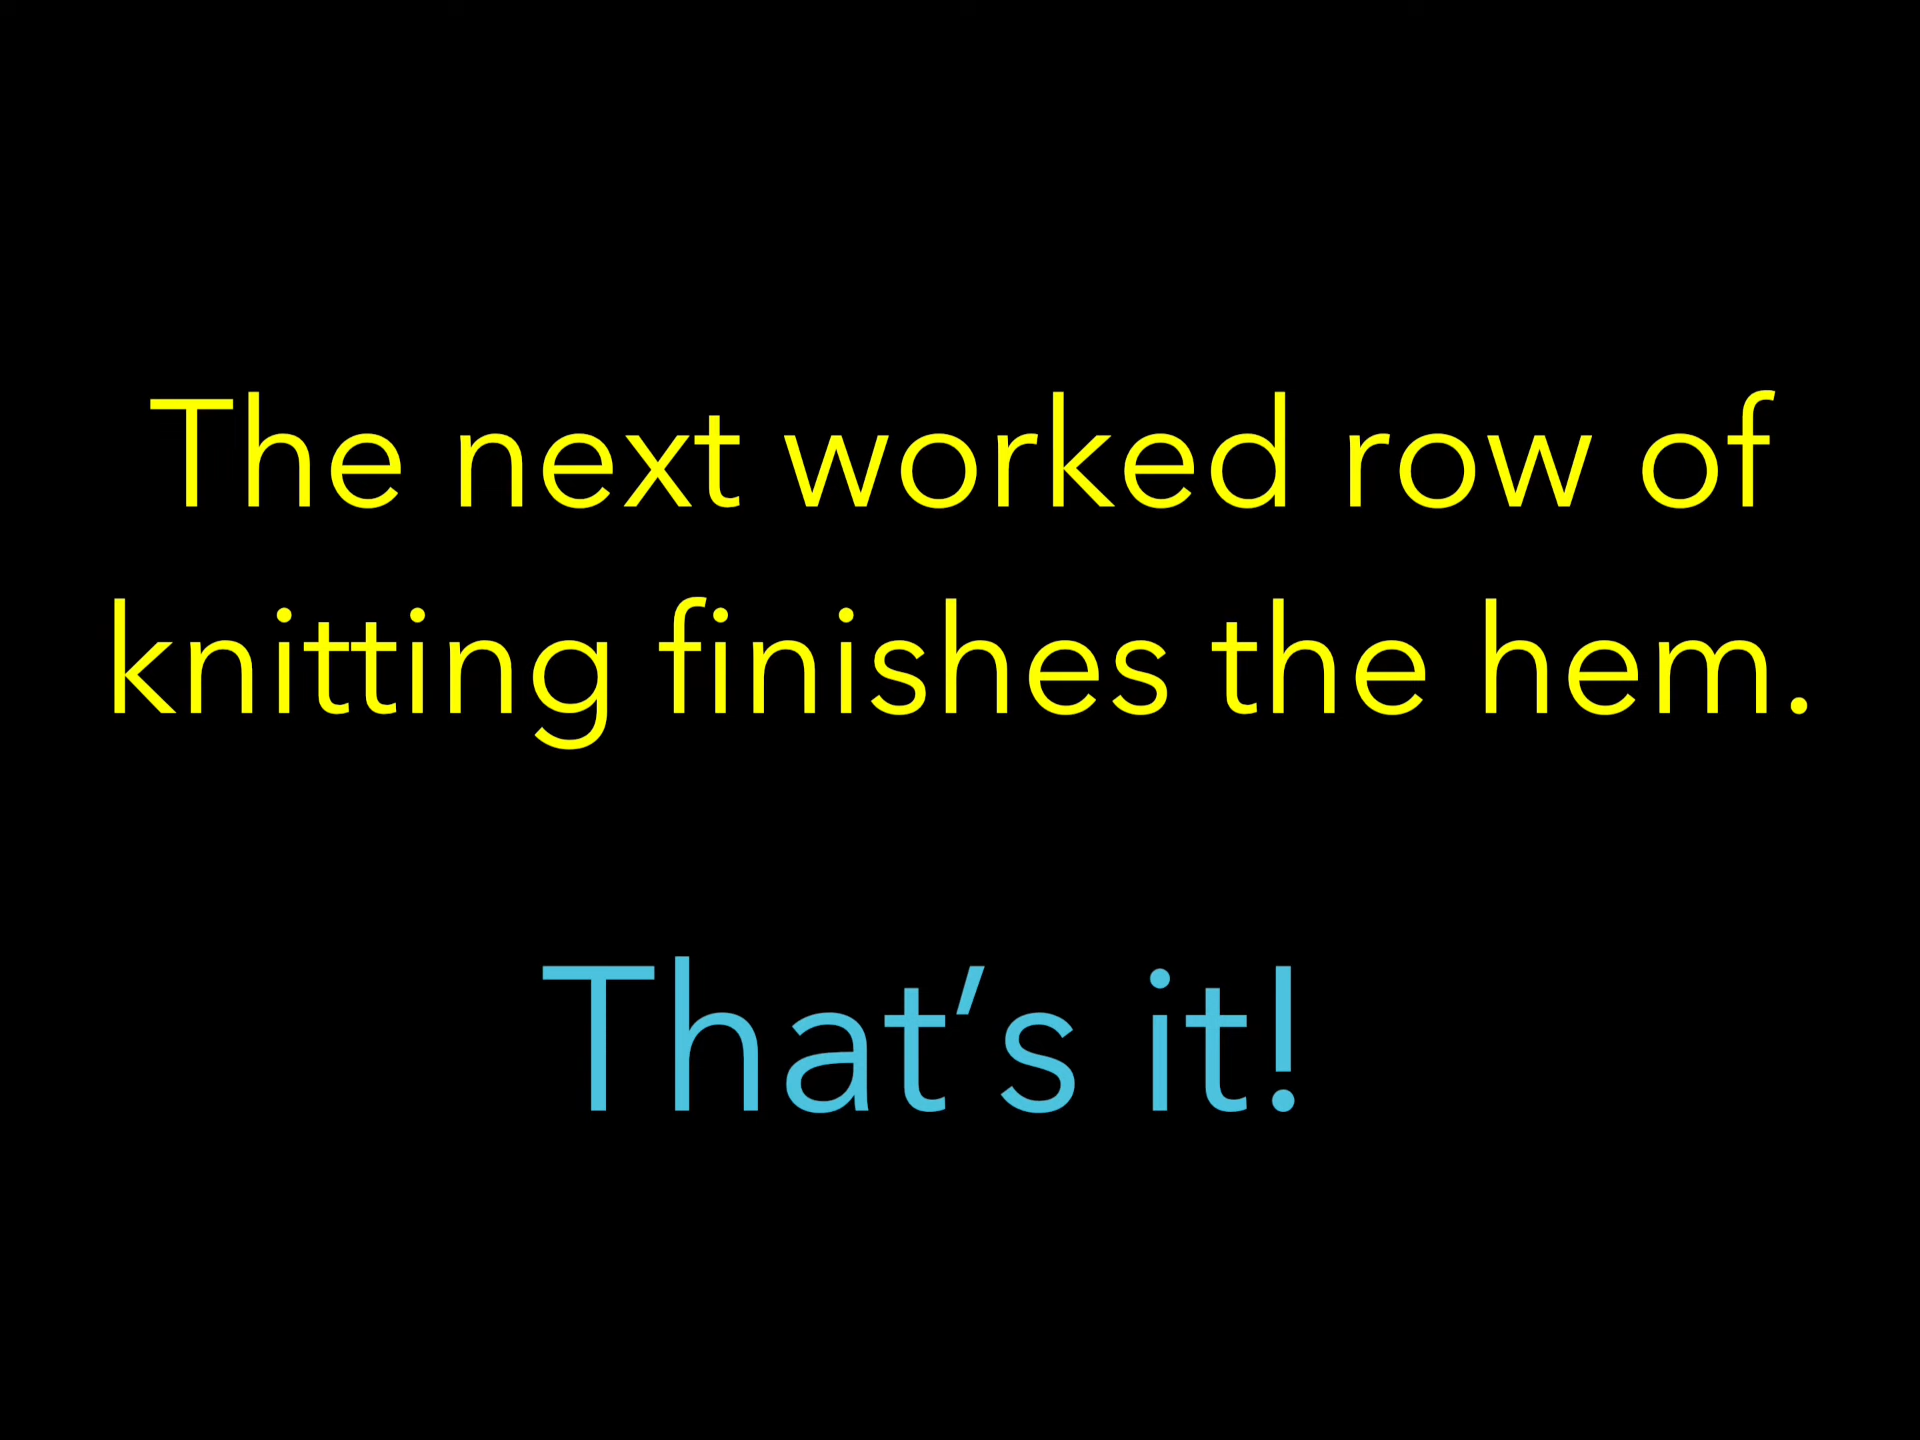 The next worked row of
knitting finishes the hem.
That’s it!